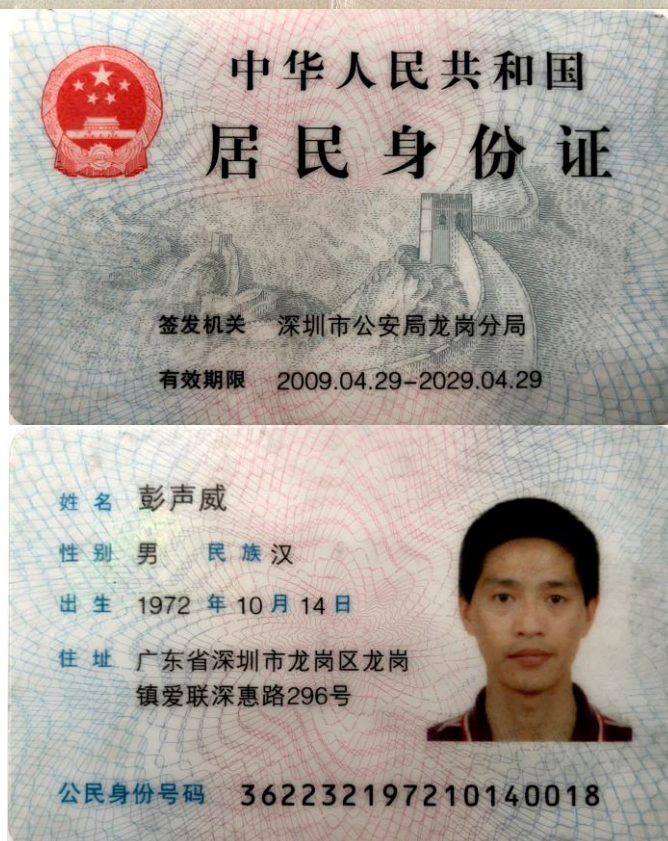 中华人民共和国
居民身份证
签发机关 深圳市公安局龙岗分局
有效期限 2009.04.29-2029.04.29
姓名 彭声威
性别 男 民族 汉
出生 1972 年 10 月 14 日
住址 广东省深圳市龙岗区龙岗
镇爱联深惠路296号
公民身份号码 362232197210140018